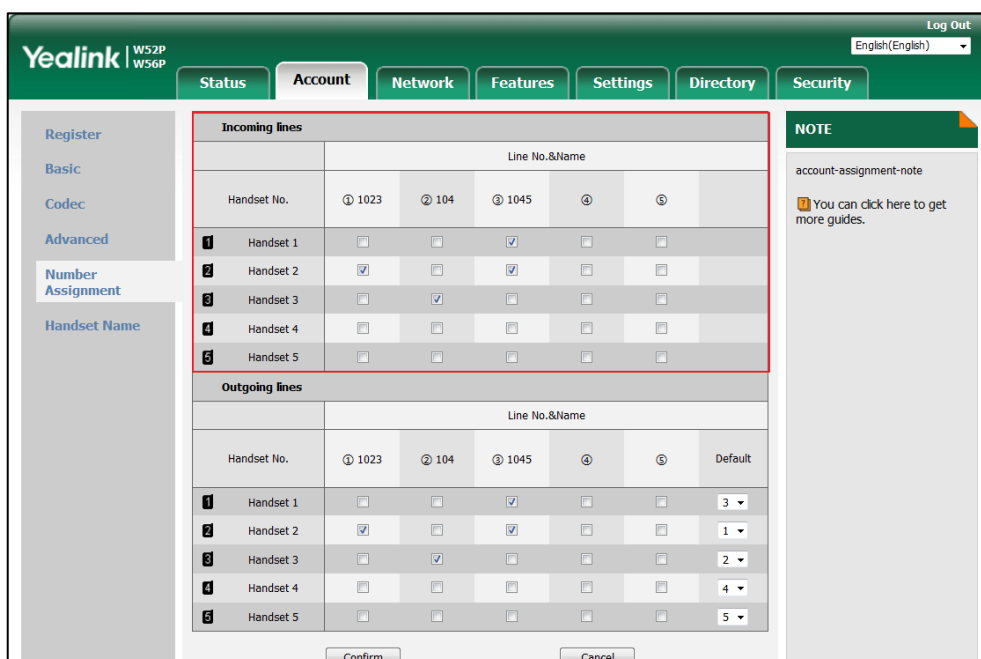 Log Out
Yealink W52P W56P
English(English)
Status Account Network Features Settings Directory Security
Register
Basic
Codec
Advanced
Number Assignment
Handset Name
Incoming lines
Line No.&Name
Handset No. ① 1023 ② 104 ③ 1045 ④ ⑤
1 Handset 1
2 Handset 2
3 Handset 3
4 Handset 4
5 Handset 5
Outgoing lines
Line No.&Name
Handset No. ① 1023 ② 104 ③ 1045 ④ ⑤ Default
1 Handset 1 3
2 Handset 2 1
3 Handset 3 2
4 Handset 4 4
5 Handset 5 5
Confirm Cancel
NOTE
account-assignment-note
? You can click here to get
more guides.